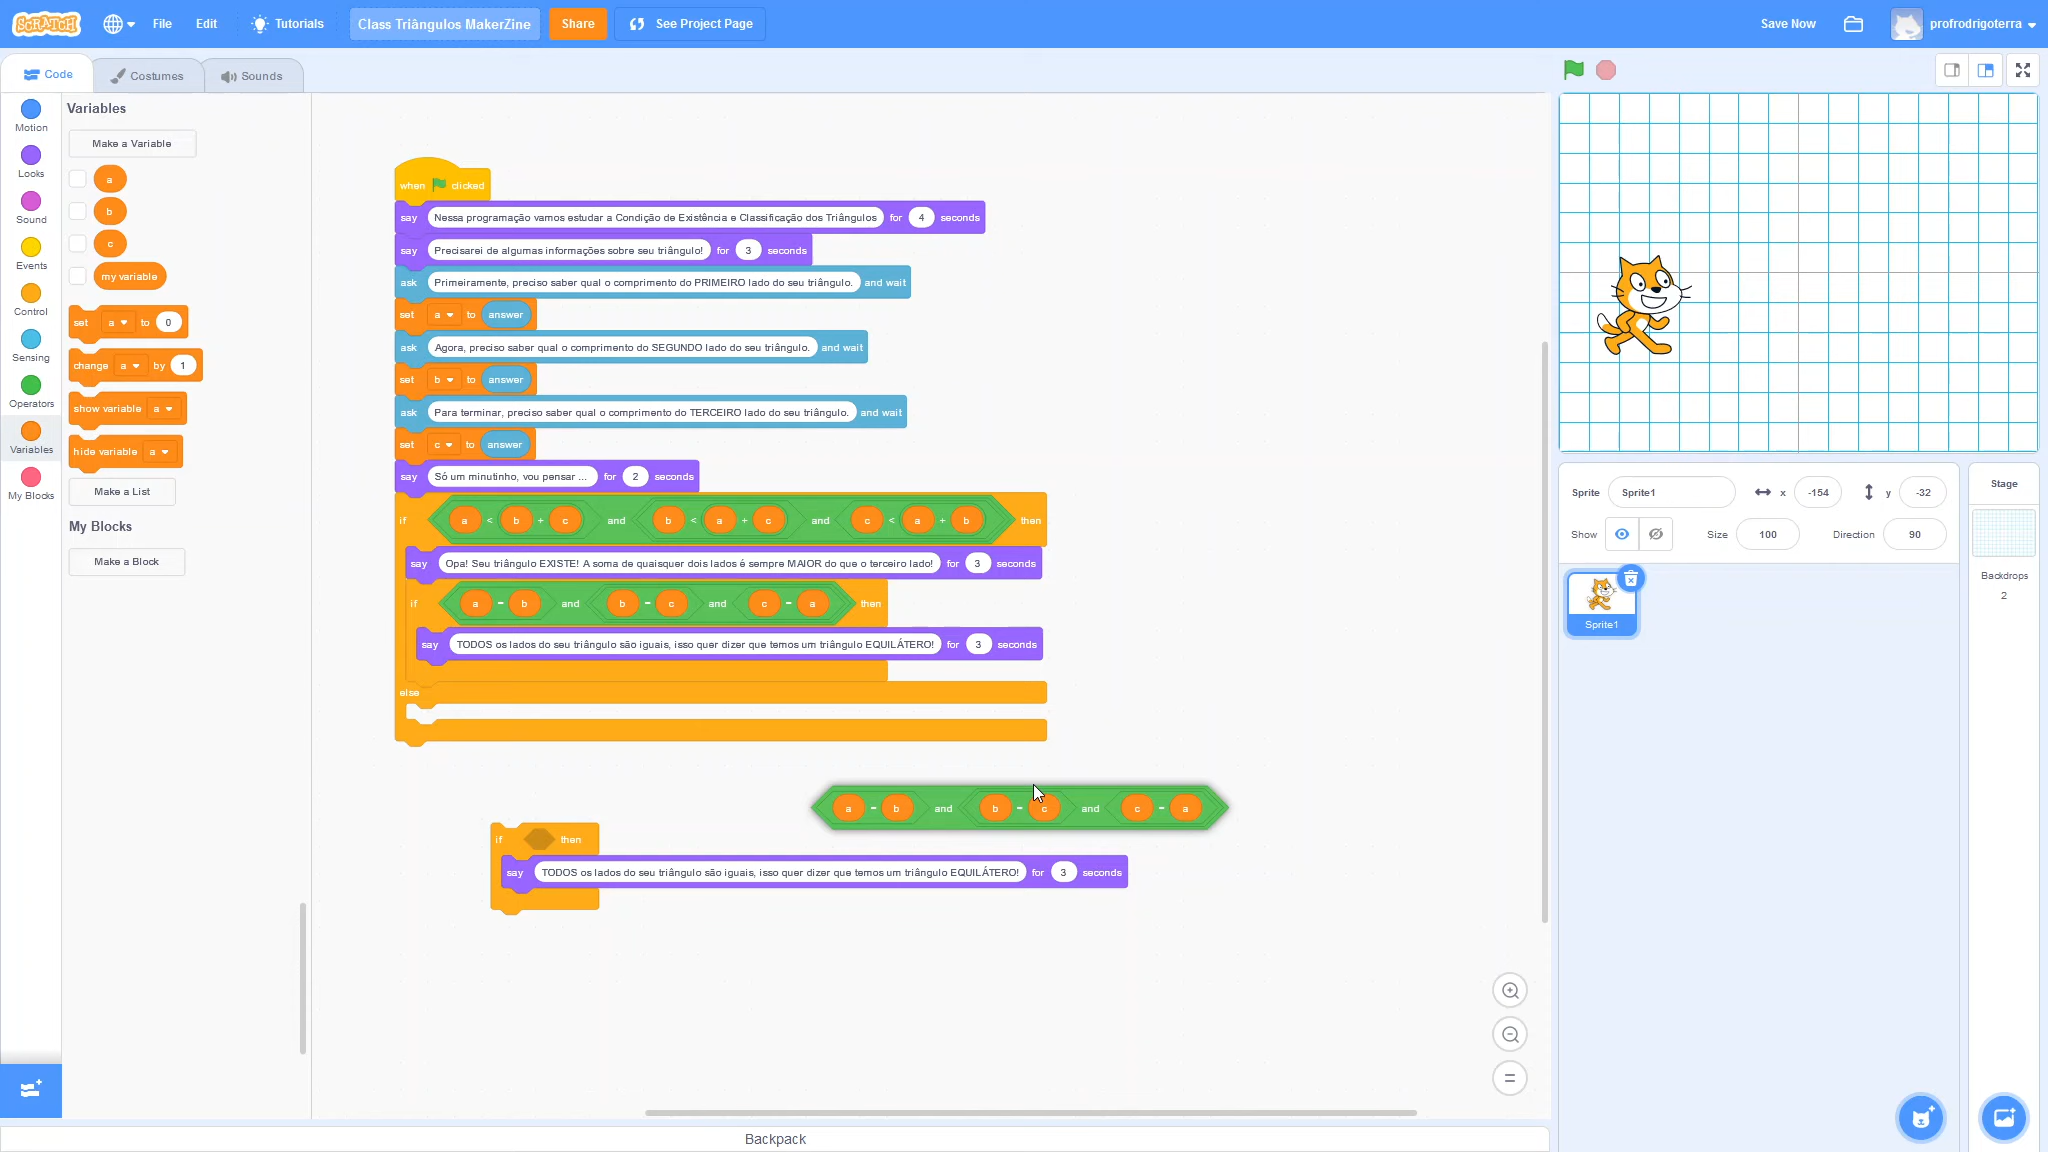 SCRATCH File Edit Tutorials Class Triângulos MakerZine Share See Project Page Save Now profrodrigoterra
Code Costumes Sounds
Motion
Looks
Sound
Events
Control
Sensing
Operators
Variables
My Blocks
Variables
Make a Variable
a
b
c
my variable
set a to 0
change a by 1
show variable a
hide variable a
Make a List
My Blocks
Make a Block
when clicked
say Nessa programação vamos estudar a Condição de Existência e Classificação dos Triângulos for 4 seconds
say Precisarei de algumas informações sobre seu triângulo! for 3 seconds
ask Primeiramente, preciso saber qual o comprimento do PRIMEIRO lado do seu triângulo. and wait
set a to answer
ask Agora, preciso saber qual o comprimento do SEGUNDO lado do seu triângulo. and wait
set b to answer
ask Para terminar, preciso saber qual o comprimento do TERCEIRO lado do seu triângulo. and wait
set c to answer
say Só um minutinho, vou pensar ... for 2 seconds
if a < b + c and b < a + c and c < a + b then
say Opa! Seu triângulo EXISTE! A soma de quaisquer dois lados é sempre MAIOR do que o terceiro lado! for 3 seconds
if a = b and b = c and c = a then
say TODOS os lados do seu triângulo são iguais, isso quer dizer que temos um triângulo EQUILÁTERO! for 3 seconds
else
a = b and b = c and c = a
if then
say TODOS os lados do seu triângulo são iguais, isso quer dizer que temos um triângulo EQUILÁTERO! for 3 seconds
Backpack
Sprite Sprite1 x -154 y -32
Show Size 100 Direction 90
Sprite1
Stage
Backdrops
2